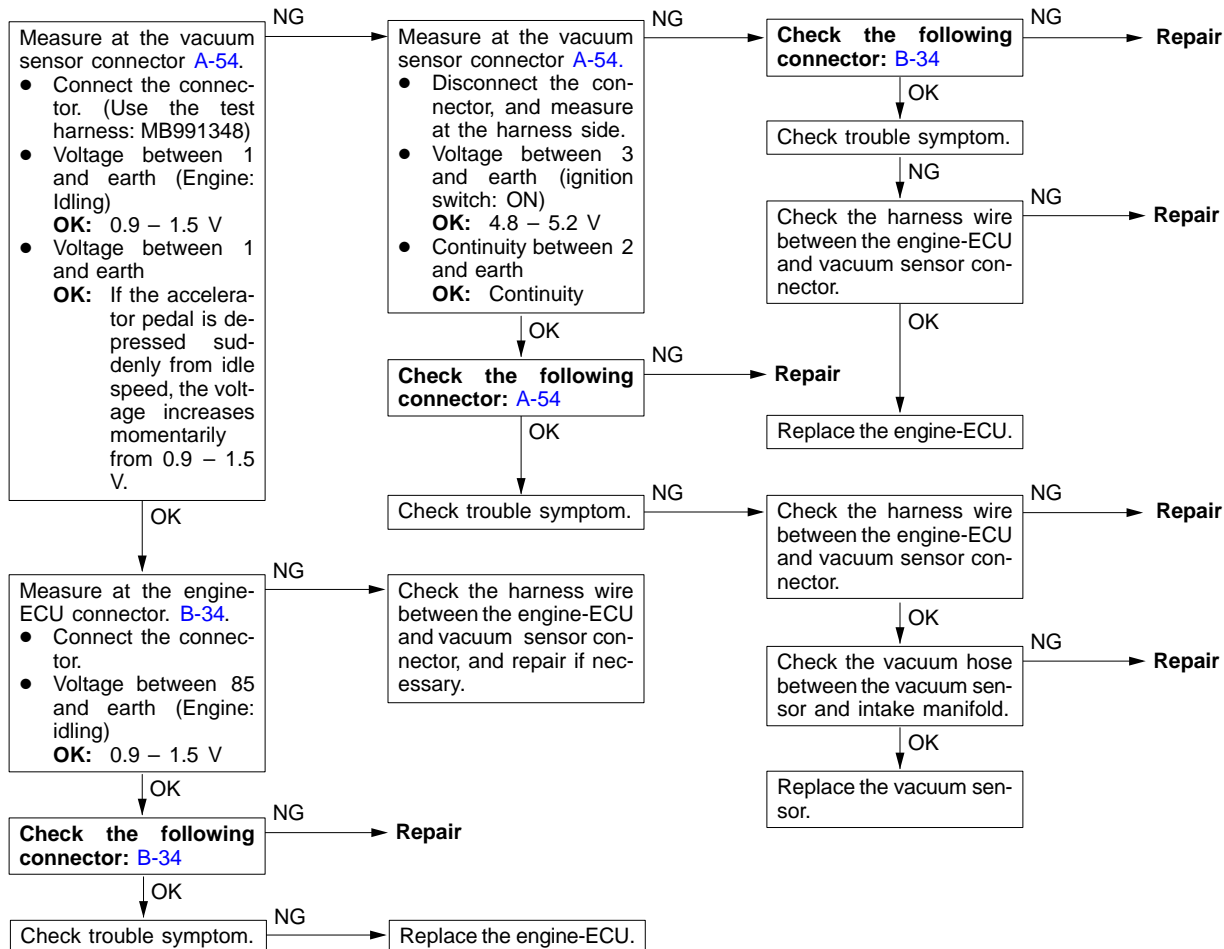 Measure at the vacuum
sensor connector A-54.
● Connect the connec-
tor. (Use the test
harness: MB991348)
● Voltage between 1
and earth (Engine:
Idling)
OK: 0.9 – 1.5 V
● Voltage between 1
and earth
OK: If the accelera-
tor pedal is de-
pressed sud-
denly from idle
speed, the volt-
age increases
momentarily
from 0.9 – 1.5
V.
NG
OK
Measure at the engine-
ECU connector. B-34.
● Connect the connec-
tor.
● Voltage between 85
and earth (Engine:
idling)
OK: 0.9 – 1.5 V
NG
OK
Check the following
connector: B-34
NG
Repair
OK
Check trouble symptom.
NG
Replace the engine-ECU.
Measure at the vacuum
sensor connector A-54.
● Disconnect the con-
nector, and measure
at the harness side.
● Voltage between 3
and earth (ignition
switch: ON)
OK: 4.8 – 5.2 V
● Continuity between 2
and earth
OK: Continuity
NG
OK
Check the following
connector: A-54
NG
Repair
OK
Check trouble symptom.
NG
Check the harness wire
between the engine-ECU
and vacuum sensor con-
nector, and repair if nec-
essary.
Check the following
connector: B-34
NG
Repair
OK
Check trouble symptom.
NG
Check the harness wire
between the engine-ECU
and vacuum sensor con-
nector.
NG
Repair
OK
Replace the engine-ECU.
Check the harness wire
between the engine-ECU
and vacuum sensor con-
nector.
NG
Repair
OK
Check the vacuum hose
between the vacuum sen-
sor and intake manifold.
NG
Repair
OK
Replace the vacuum sen-
sor.